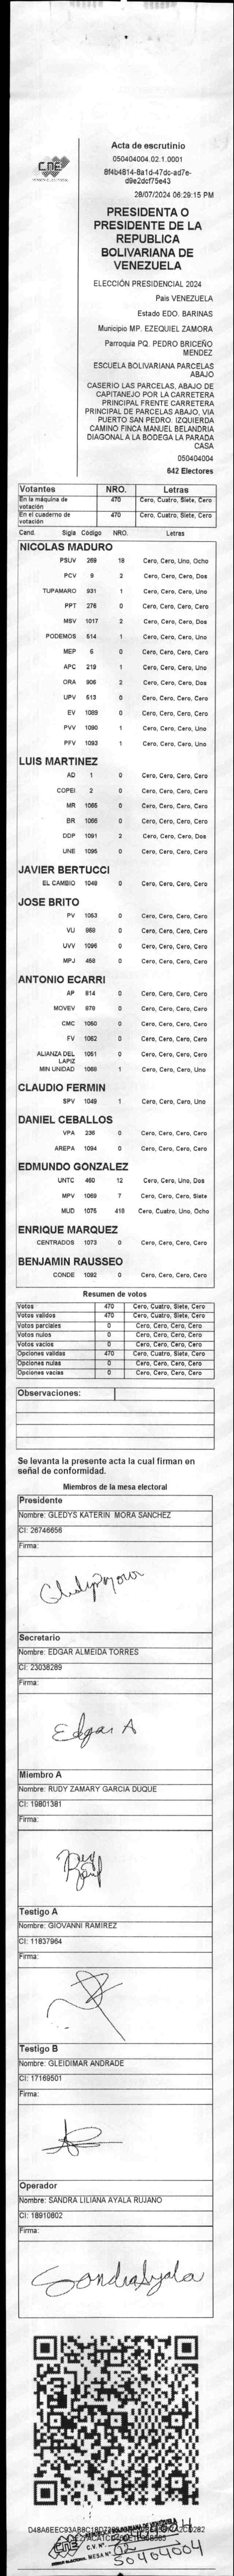 CNE
Acta de escrutinio
050404004.02.1.0001
8f4b4814-8a1d-47dc-ad7e-
d9e2dcf75e43
28/07/2024 06:29:15 PM
PRESIDENTA O
PRESIDENTE DE LA
REPUBLICA
BOLIVARIANA DE
VENEZUELA
ELECCIÓN PRESIDENCIAL 2024
Pais VENEZUELA
Estado EDO. BARINAS
Municipio MP. EZEQUIEL ZAMORA
Parroquia PQ. PEDRO BRICEÑO
MENDEZ
ESCUELA BOLIVARIANA PARCELAS
ABAJO
CASERIO LAS PARCELAS, ABAJO DE
CAPITANEJO POR LA CARRETERA
PRINCIPAL FRENTE CARRETERA
PRINCIPAL DE PARCELAS ABAJO, VIA
PUERTO SAN PEDRO. IZQUIERDA
CAMINO FINCA MANUEL BELANDRIA
DIAGONAL A LA BODEGA LA PARADA
CASA
050404004
642 Electores
Votantes NRO. Letras
En la máquina de votación 470 Cero, Cuatro, Siete, Cero
En el cuaderno de votación 470 Cero, Cuatro, Siete, Cero
Cand. Sigla Código NRO. Letras
NICOLAS MADURO
PSUV 269 18 Cero, Cero, Uno, Ocho
PCV 9 2 Cero, Cero, Cero, Dos
TUPAMARO 931 1 Cero, Cero, Cero, Uno
PPT 276 0 Cero, Cero, Cero, Cero
MSV 1017 2 Cero, Cero, Cero, Dos
PODEMOS 514 1 Cero, Cero, Cero, Uno
MEP 6 0 Cero, Cero, Cero, Cero
APC 219 1 Cero, Cero, Cero, Uno
ORA 906 2 Cero, Cero, Cero, Dos
UPV 513 0 Cero, Cero, Cero, Cero
EV 1089 0 Cero, Cero, Cero, Cero
PVV 1090 1 Cero, Cero, Cero, Uno
PFV 1093 1 Cero, Cero, Cero, Uno
LUIS MARTINEZ
AD 1 0 Cero, Cero, Cero, Cero
COPEI 2 0 Cero, Cero, Cero, Cero
MR 1065 0 Cero, Cero, Cero, Cero
BR 1066 0 Cero, Cero, Cero, Cero
DDP 1091 2 Cero, Cero, Cero, Dos
UNE 1095 0 Cero, Cero, Cero, Cero
JAVIER BERTUCCI
EL CAMBIO 1048 0 Cero, Cero, Cero, Cero
JOSE BRITO
PV 1053 0 Cero, Cero, Cero, Cero
VU 968 0 Cero, Cero, Cero, Cero
UVV 1096 0 Cero, Cero, Cero, Cero
MPJ 468 0 Cero, Cero, Cero, Cero
ANTONIO ECARRI
AP 814 0 Cero, Cero, Cero, Cero
MOVEV 878 0 Cero, Cero, Cero, Cero
CMC 1050 0 Cero, Cero, Cero, Cero
FV 1062 0 Cero, Cero, Cero, Cero
ALIANZA DEL LAPIZ 1051 0 Cero, Cero, Cero, Cero
MIN UNIDAD 1068 1 Cero, Cero, Cero, Uno
CLAUDIO FERMIN
SPV 1049 1 Cero, Cero, Cero, Uno
DANIEL CEBALLOS
VPA 236 0 Cero, Cero, Cero, Cero
AREPA 1094 0 Cero, Cero, Cero, Cero
EDMUNDO GONZALEZ
UNTC 460 12 Cero, Cero, Uno, Dos
MPV 1069 7 Cero, Cero, Cero, Siete
MUD 1075 418 Cero, Cuatro, Uno, Ocho
ENRIQUE MARQUEZ
CENTRADOS 1073 0 Cero, Cero, Cero, Cero
BENJAMIN RAUSSEO
CONDE 1092 0 Cero, Cero, Cero, Cero
Resumen de votos
Votos 470 Cero, Cuatro, Siete, Cero
Votos validos 470 Cero, Cuatro, Siete, Cero
Votos parciales 0 Cero, Cero, Cero, Cero
Votos nulos 0 Cero, Cero, Cero, Cero
Votos vacios 0 Cero, Cero, Cero, Cero
Opciones validas 470 Cero, Cuatro, Siete, Cero
Opciones nulas 0 Cero, Cero, Cero, Cero
Opciones vacias 0 Cero, Cero, Cero, Cero
Observaciones:
Se levanta la presente acta la cual firman en
señal de conformidad.
Miembros de la mesa electoral
Presidente
Nombre: GLEDYS KATERIN MORA SANCHEZ
CI: 26746656
Firma:
Secretario
Nombre: EDGAR ALMEIDA TORRES
CI: 23038289
Firma:
Edgar A
Miembro A
Nombre: RUDY ZAMARY GARCIA DUQUE
CI: 19801381
Firma:
Testigo A
Nombre: GIOVANNI RAMIREZ
CI: 11837964
Firma:
Testigo B
Nombre: GLEIDIMAR ANDRADE
CI: 17169501
Firma:
Operador
Nombre: SANDRA LILIANA AYALA RUJANO
CI: 18910802
Firma:
SandraAyala
CNE
C.V. Nº
MESA Nº 02
50404004